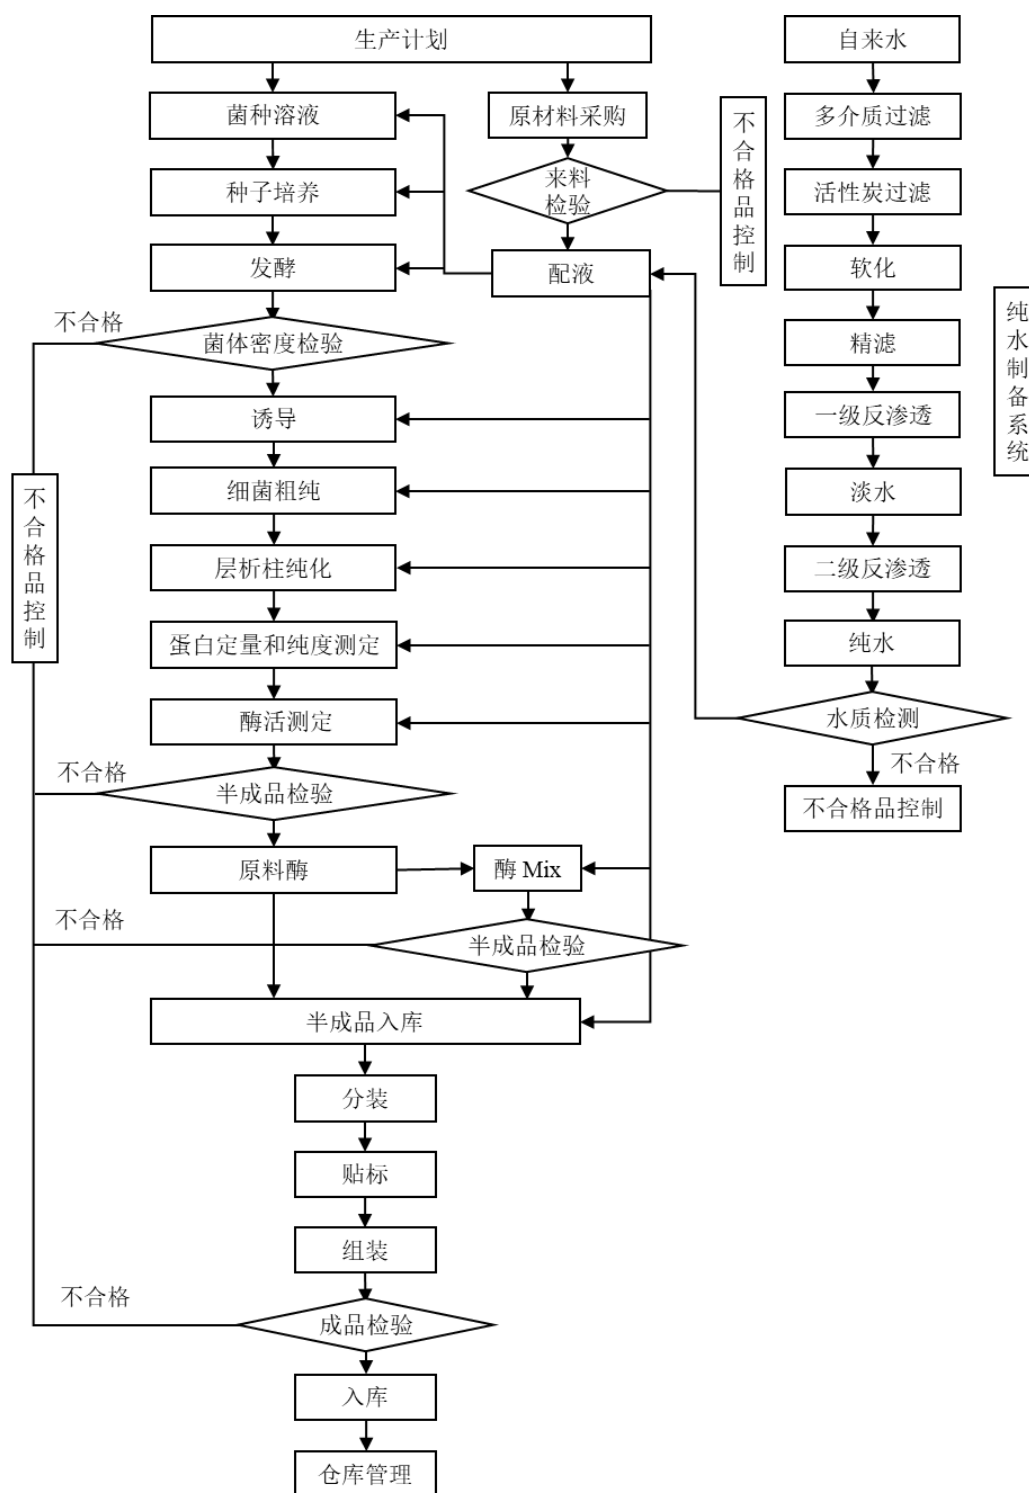 生产计划
自来水
菌种溶液
原材料采购
不合格品控制
多介质过滤
种子培养
来料
检验
活性炭过滤
发酵
配液
软化
不合格
菌体密度检验
精滤
纯水制备系统
诱导
一级反渗透
细菌粗纯
淡水
不合格品控制
层析柱纯化
二级反渗透
蛋白定量和纯度测定
纯水
酶活测定
水质检测
不合格
不合格
半成品检验
不合格品控制
原料酶
酶 Mix
不合格
半成品检验
半成品入库
分装
贴标
组装
不合格
成品检验
入库
仓库管理